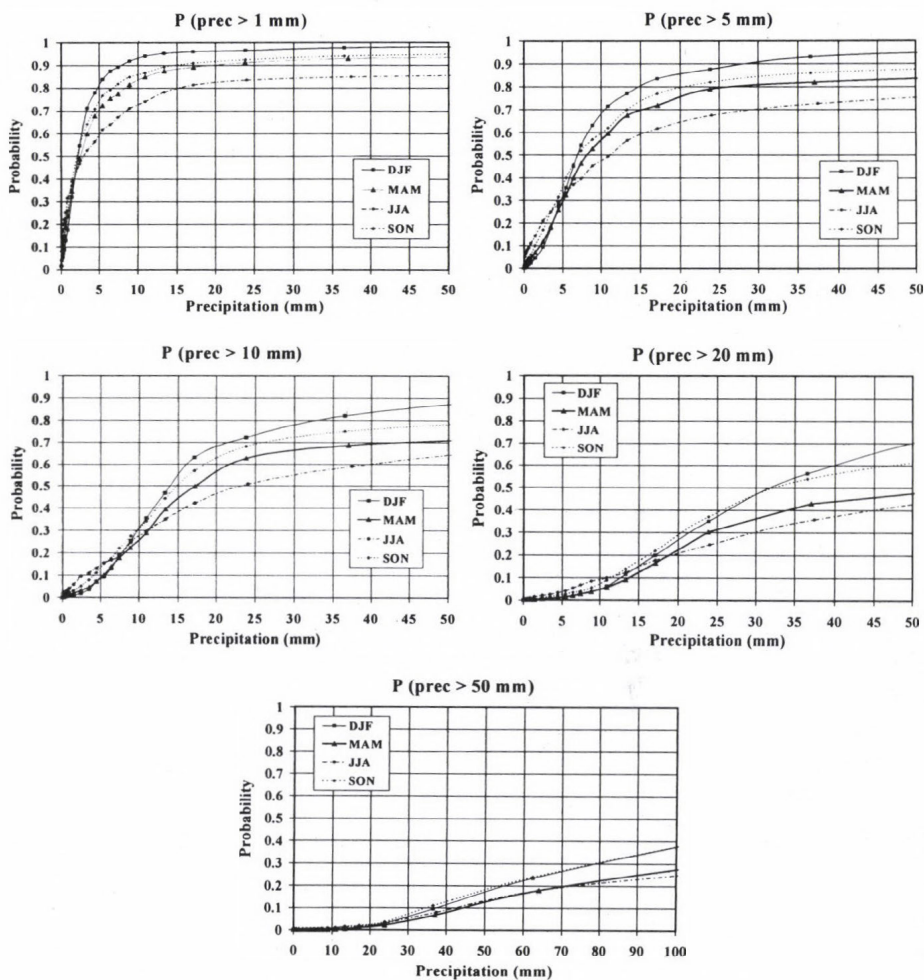 P (prec > 1 mm)
Probability
1
0.9
0.8
0.7
0.6
0.5
0.4
0.3
0.2
0.1
0
DJF
MAM
JJA
SON
0 5 10 15 20 25 30 35 40 45 50
Precipitation (mm)
P (prec > 5 mm)
Probability
1
0.9
0.8
0.7
0.6
0.5
0.4
0.3
0.2
0.1
0
DJF
MAM
JJA
SON
0 5 10 15 20 25 30 35 40 45 50
Precipitation (mm)
P (prec > 10 mm)
Probability
1
0.9
0.8
0.7
0.6
0.5
0.4
0.3
0.2
0.1
0
DJF
MAM
JJA
SON
0 5 10 15 20 25 30 35 40 45 50
Precipitation (mm)
P (prec > 20 mm)
Probability
1
0.9
0.8
0.7
0.6
0.5
0.4
0.3
0.2
0.1
0
DJF
MAM
JJA
SON
0 5 10 15 20 25 30 35 40 45 50
Precipitation (mm)
P (prec > 50 mm)
Probability
1
0.9
0.8
0.7
0.6
0.5
0.4
0.3
0.2
0.1
0
DJF
MAM
JJA
SON
0 10 20 30 40 50 60 70 80 90 100
Precipitation (mm)